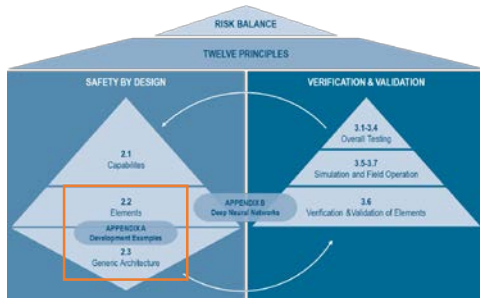 RISK BALANCE
TWELVE PRINCIPLES
SAFETY BY DESIGN
2.1
Capabilites
2.2
Elements
APPENDIX A
Development Examples
2.3
Generic Architecture
APPENDIX B
Deep Neural Networks
VERIFICATION & VALIDATION
3.1-3.4
Overall Testing
3.5-3.7
Simulation and Field Operation
3.6
Verification &Validation of Elements